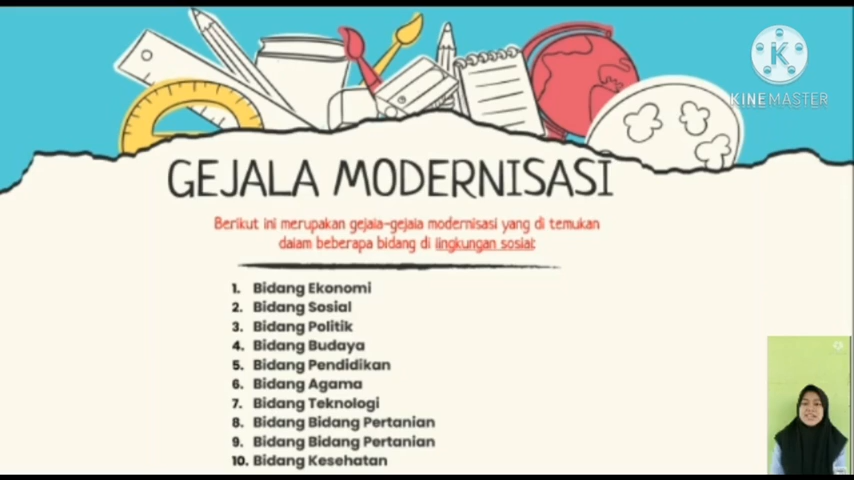 K
KINEMASTER
GEJALA MODERNISASI
Berikut ini merupakan gejala-gejala modernisasi yang di temukan
dalam beberapa bidang di lingkungan sosial:
1. Bidang Ekonomi
2. Bidang Sosial
3. Bidang Politik
4. Bidang Budaya
5. Bidang Pendidikan
6. Bidang Agama
7. Bidang Teknologi
8. Bidang Bidang Pertanian
9. Bidang Bidang Pertanian
10. Bidang Kesehatan